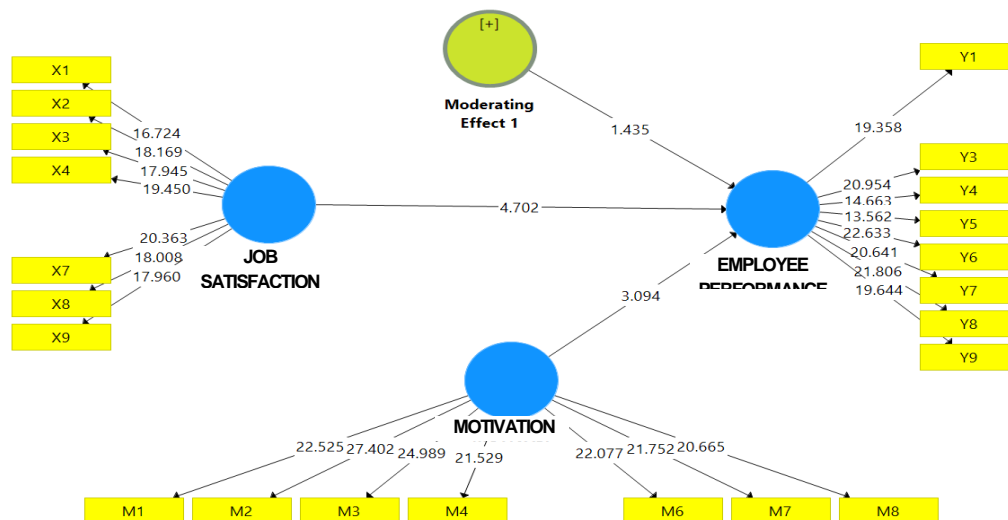 [+]
Moderating
Effect 1
X1
X2
X3
X4
X7
X8
X9
16.724
18.169
17.945
19.450
20.363
18.008
17.960
JOB
SATISFACTION
1.435
4.702
3.094
EMPLOYEE
PERFORMANCE
19.358
20.954
14.663
13.562
22.633
20.641
21.806
19.644
Y1
Y3
Y4
Y5
Y6
Y7
Y8
Y9
MOTIVATION
22.525
27.402
24.989
21.529
22.077
21.752
20.665
M1
M2
M3
M4
M6
M7
M8